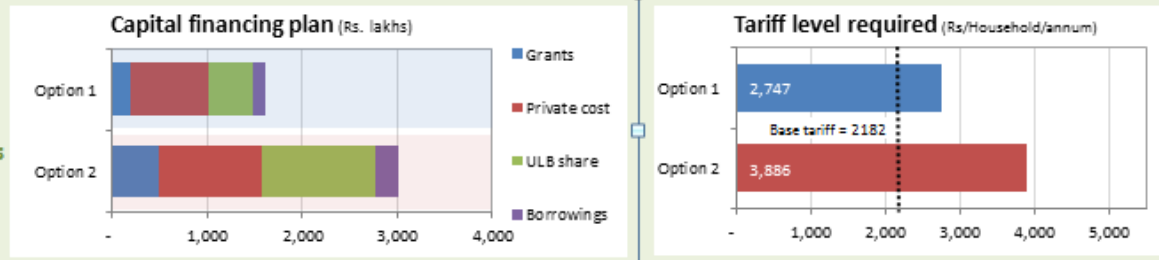 Capital financing plan (Rs. lakhs)
Option 1
Option 2
-
1,000
2,000
3,000
4,000
Grants
Private cost
ULB share
Borrowings
s
Tariff level required (Rs/Household/annum)
Option 1
2,747
Base tariff = 2182
Option 2
3,886
-
1,000
2,000
3,000
4,000
5,000